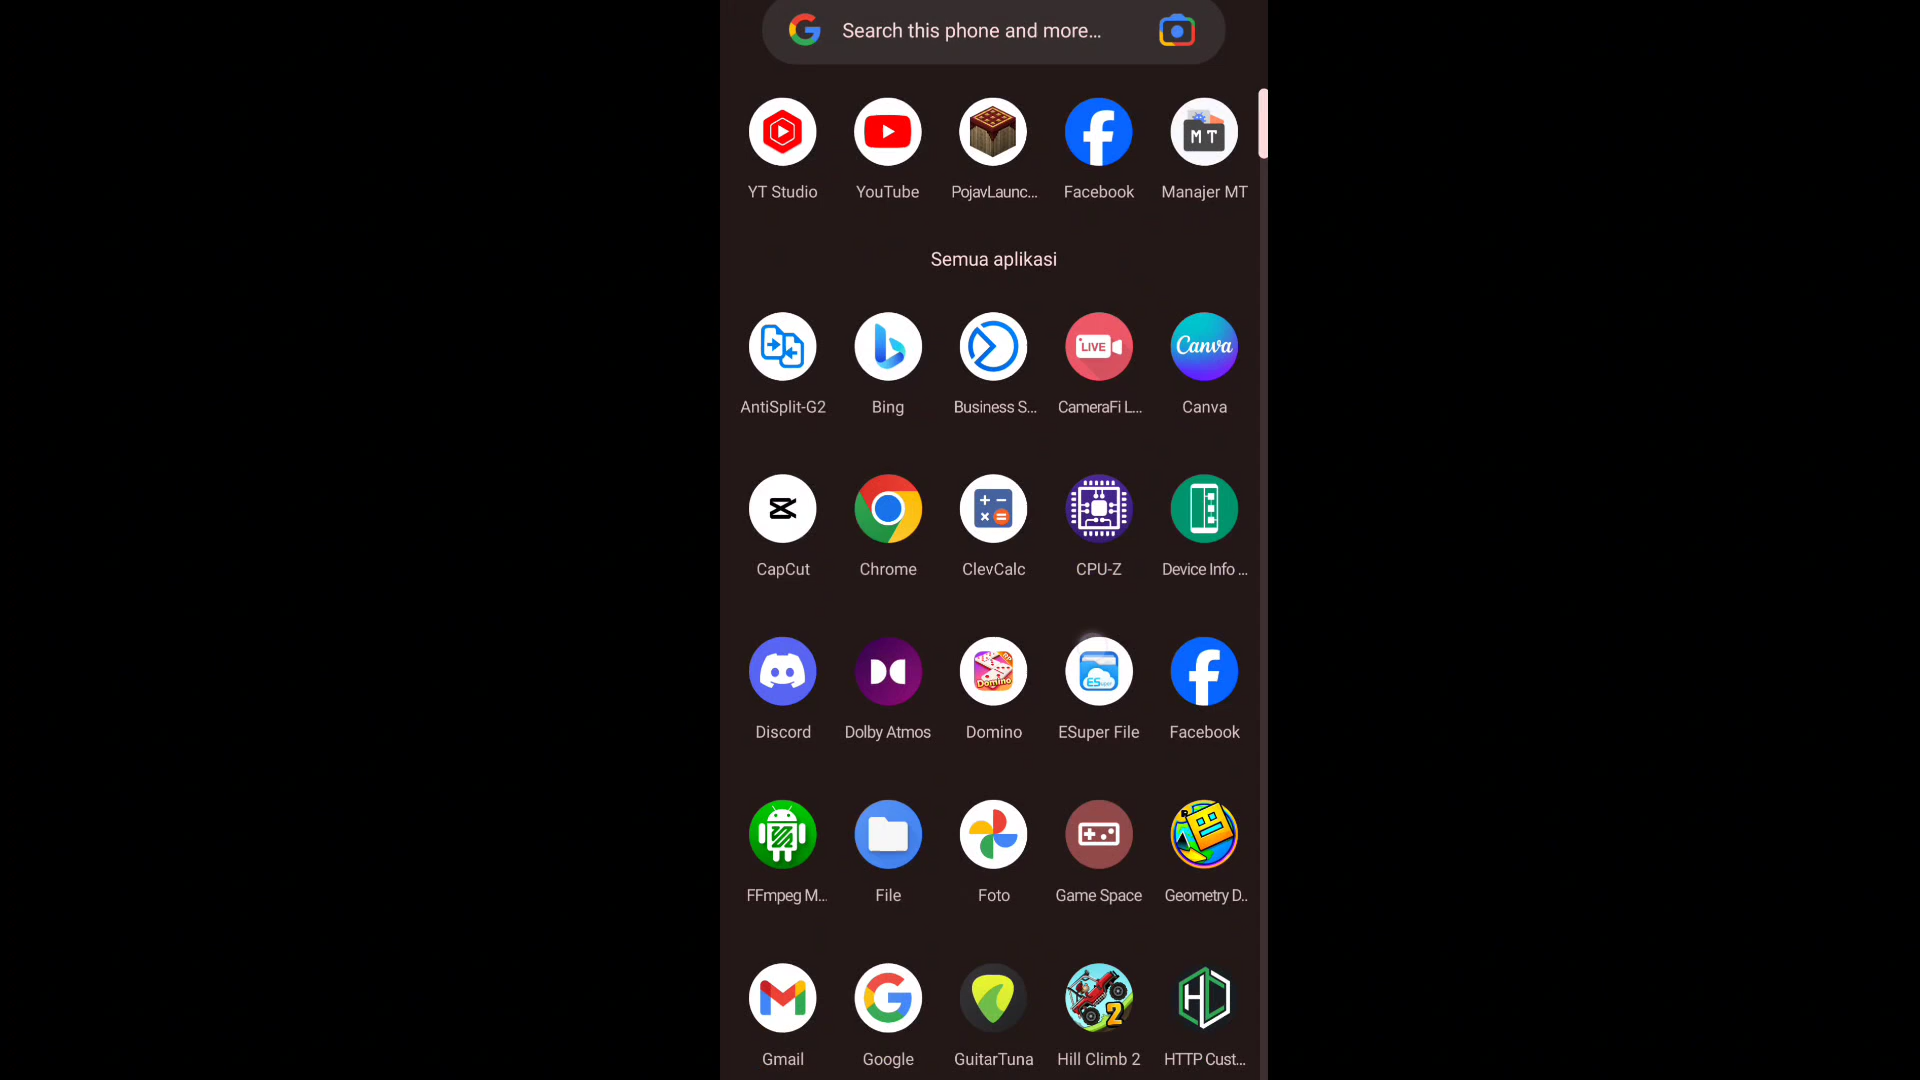 Search this phone and more...
YT Studio YouTube PojavLaunc... Facebook Manajer MT
Semua aplikasi
LIVE Canva
AntiSplit-G2 Bing Business S... CameraFi L... Canva
CapCut Chrome ClevCalc CPU-Z Device Info ...
Discord Dolby Atmos Domino ESuper File Facebook
FFmpeg M... File Foto Game Space Geometry D..
Gmail Google GuitarTuna Hill Climb 2 HTTP Cust...